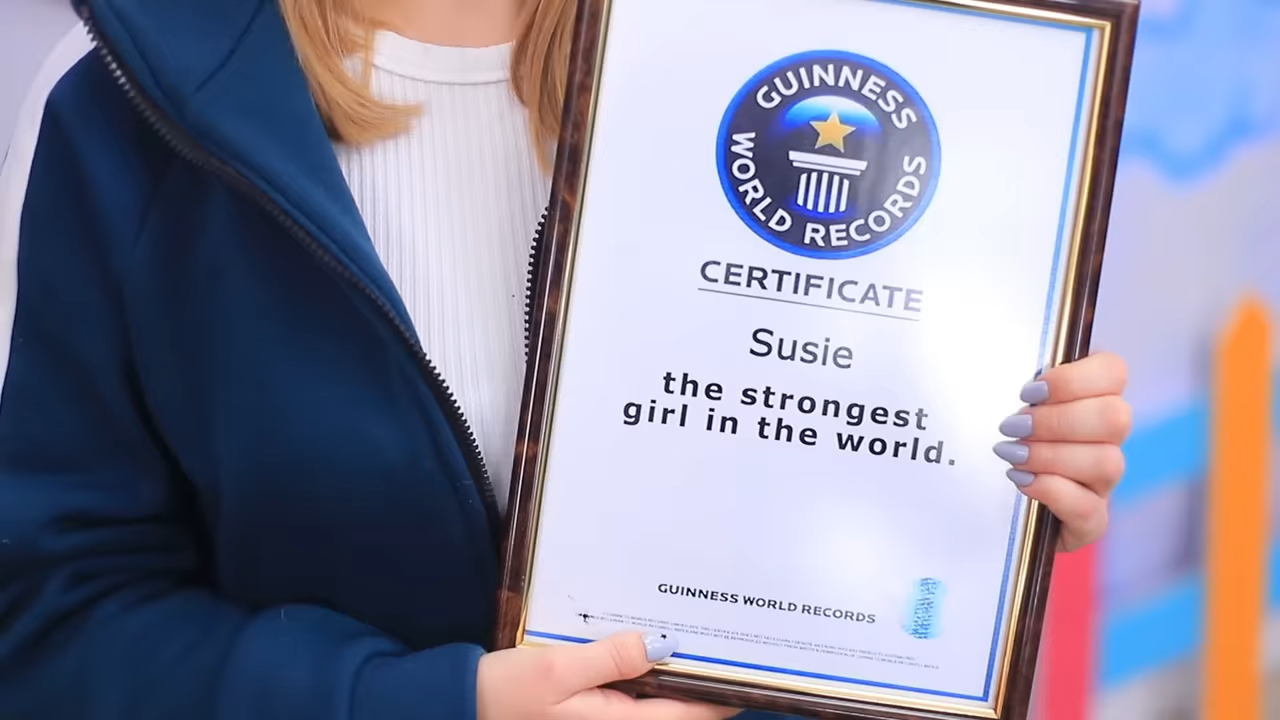 GUINNESS
WORLD RECORDS
CERTIFICATE
Susie
the strongest
girl in the world.
GUINNESS WORLD RECORDS